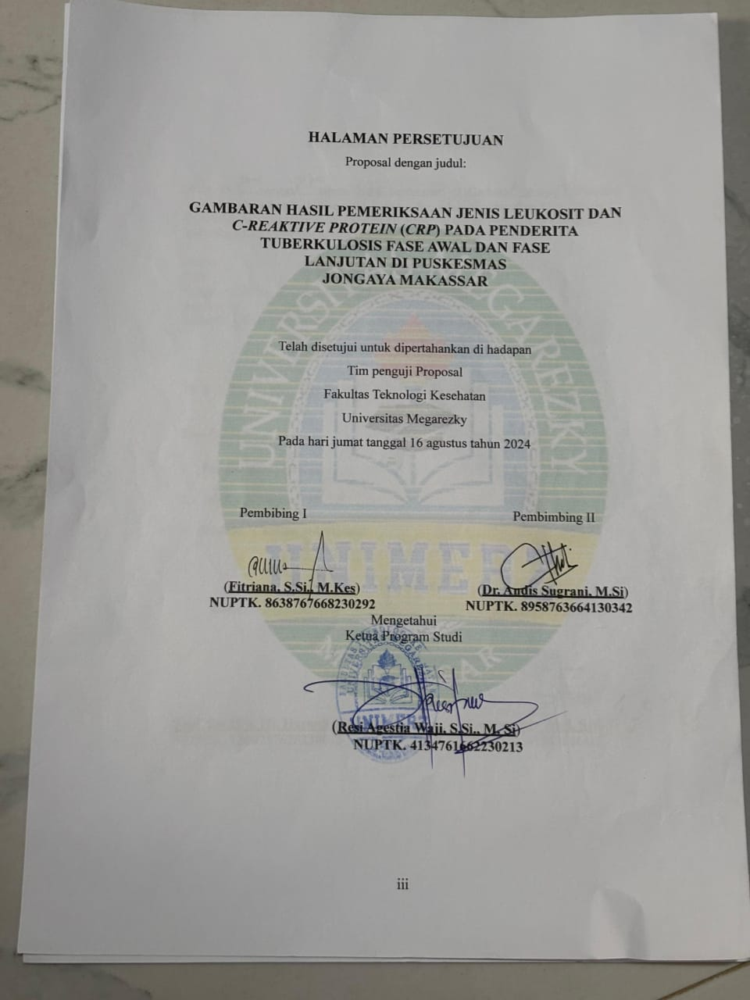 HALAMAN PERSETUJUAN
Proposal dengan judul:
GAMBARAN HASIL PEMERIKSAAN JENIS LEUKOSIT DAN
C-REAKTIVE PROTEIN (CRP) PADA PENDERITA
TUBERKULOSIS FASE AWAL DAN FASE
LANJUTAN DI PUSKESMAS
JONGAYA MAKASSAR
Telah disetujui untuk dipertahankan di hadapan
Tim penguji Proposal
Fakultas Teknologi Kesehatan
Universitas Megarezky
Pada hari jumat tanggal 16 agustus tahun 2024
Pembibing I
Pembimbing II
UNIMERZ
(Fitriana, S.Si., M.Kes)
(Dr. Andis Sugrani, M.Si)
NUPTK. 8638767668230292
NUPTK. 8958763664130342
Mengetahui
Ketua Program Studi
UNIMERZ
(Resi Agestia Waji, S.Si., M. Si)
NUPTK. 4134761662230213
iii